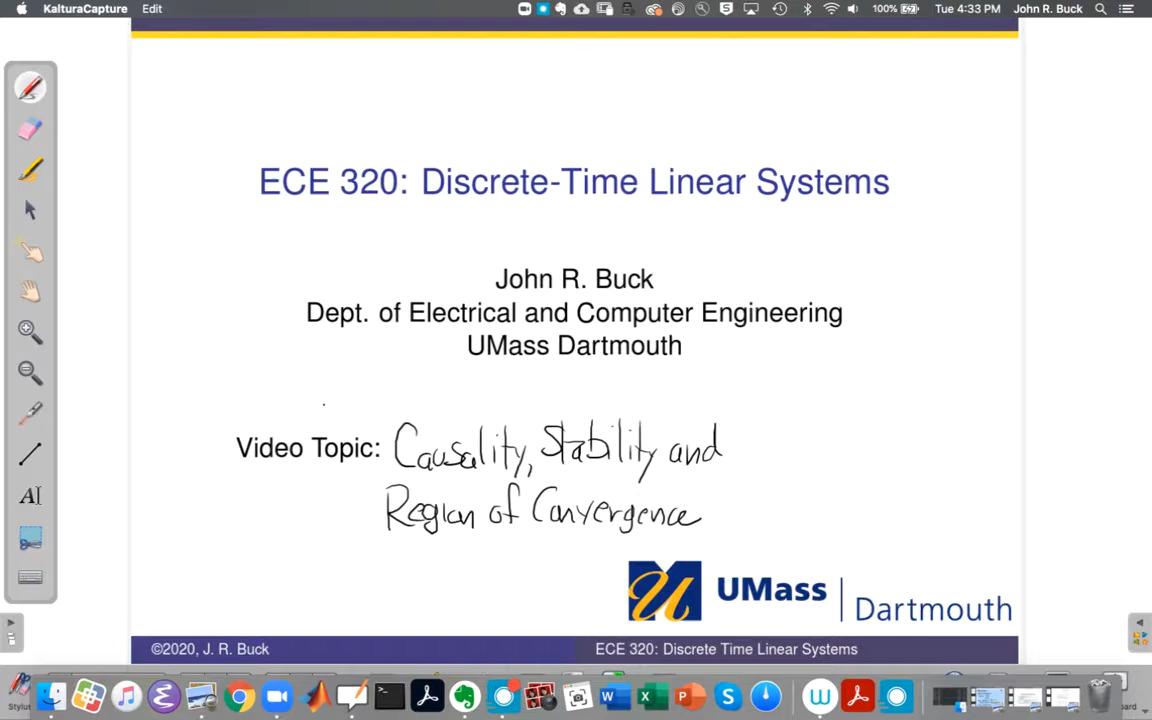 KalturaCapture Edit
100% Tue 4:33 PM John R. Buck
ECE 320: Discrete-Time Linear Systems
John R. Buck
Dept. of Electrical and Computer Engineering
UMass Dartmouth
Video Topic: Causality, Stability and
Region of Convergence
UMass Dartmouth
©2020, J. R. Buck ECE 320: Discrete Time Linear Systems